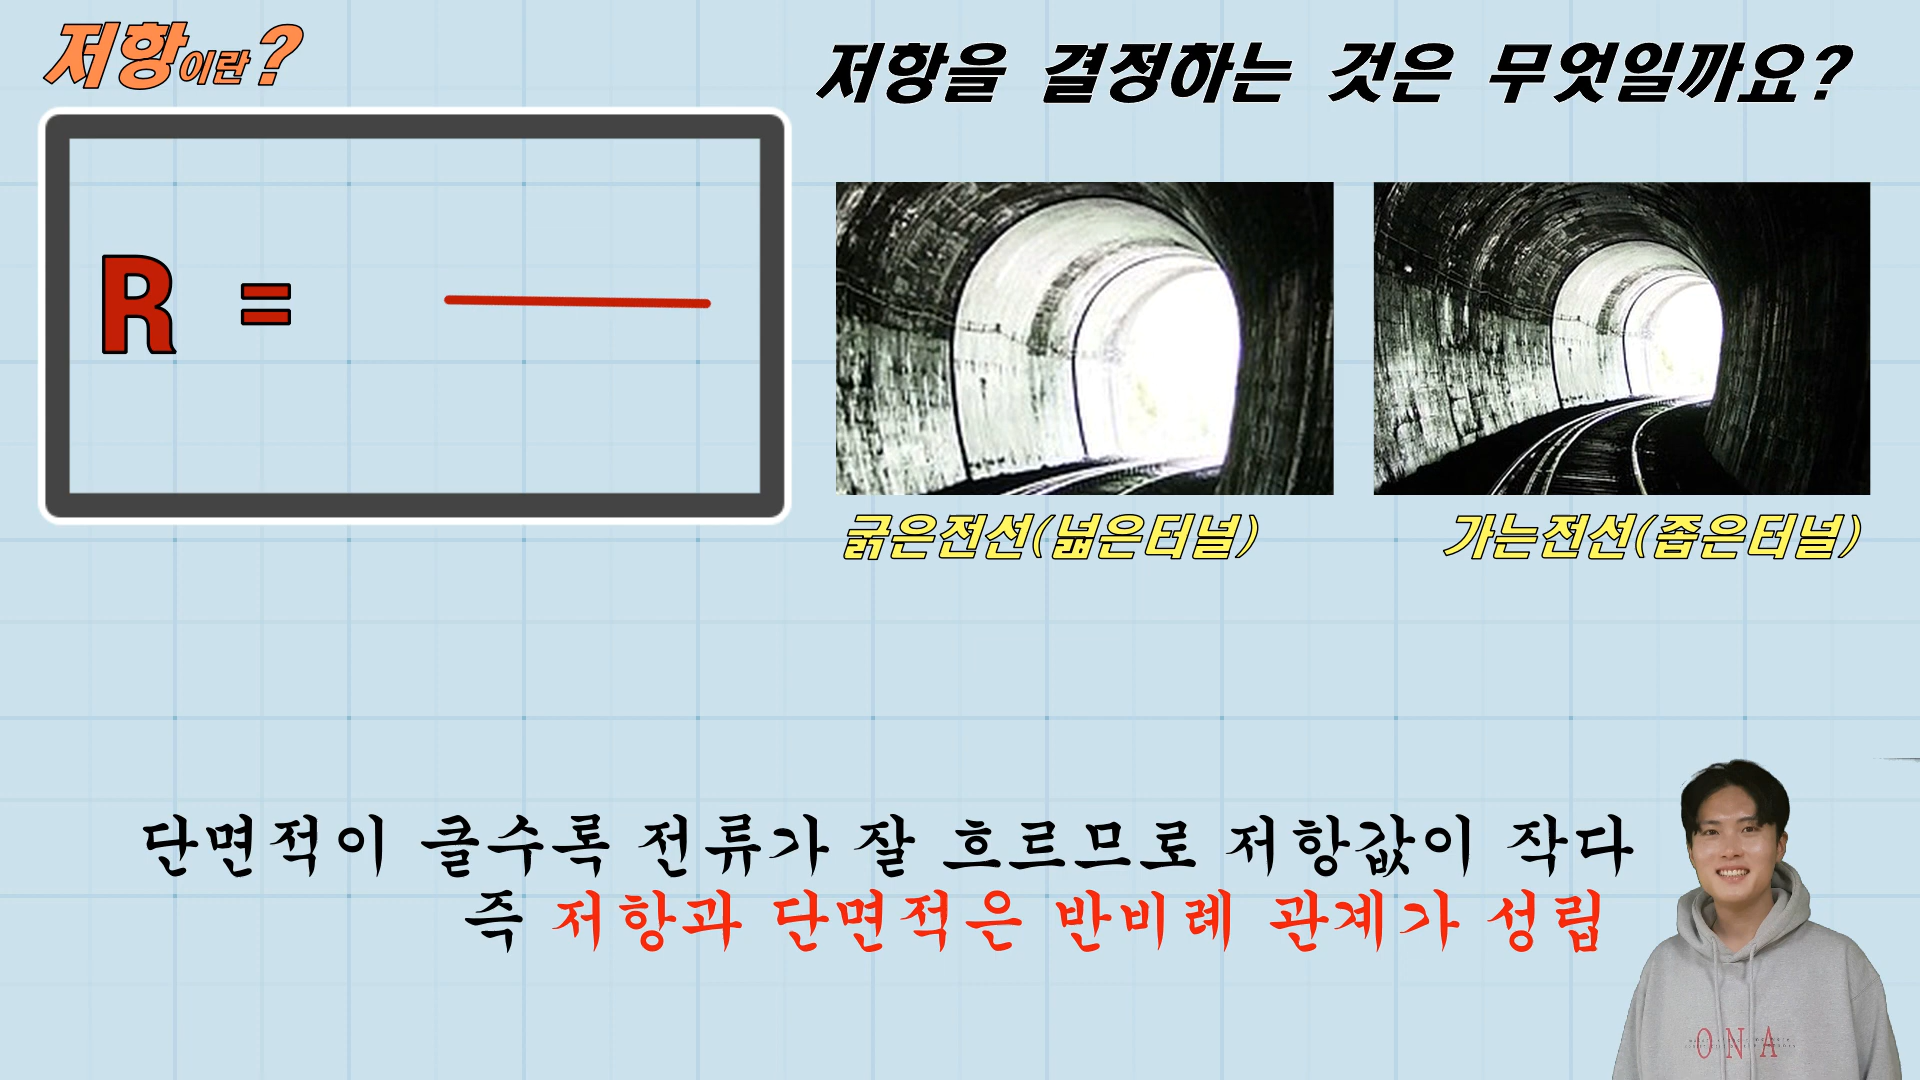 저항이란?
저항을 결정하는 것은 무엇일까요?
R =
굵은전선(넓은터널)
가는전선(좁은터널)
단면적이 클수록 전류가 잘 흐르므로 저항값이 작다
즉 저항과 단면적은 반비례 관계가 성립
ONA